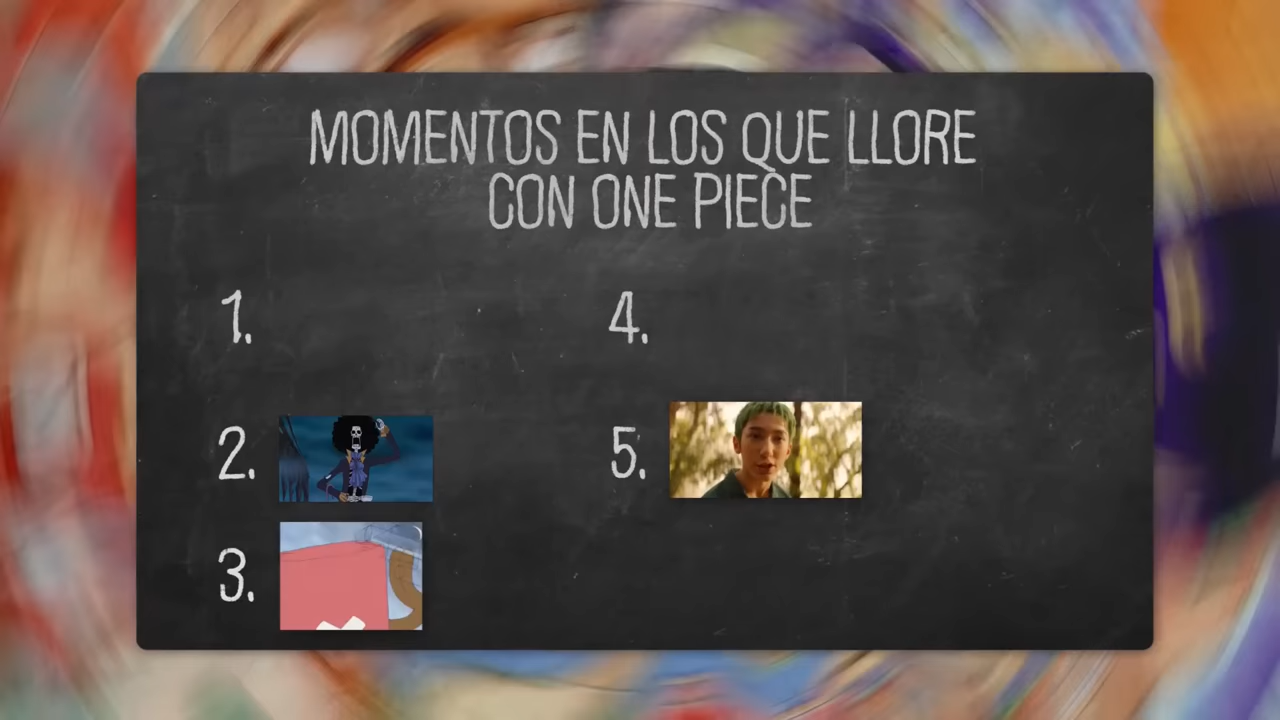 MOMENTOS EN LOS QUE LLORE
CON ONE PIECE
1.
2.
3.
4.
5.